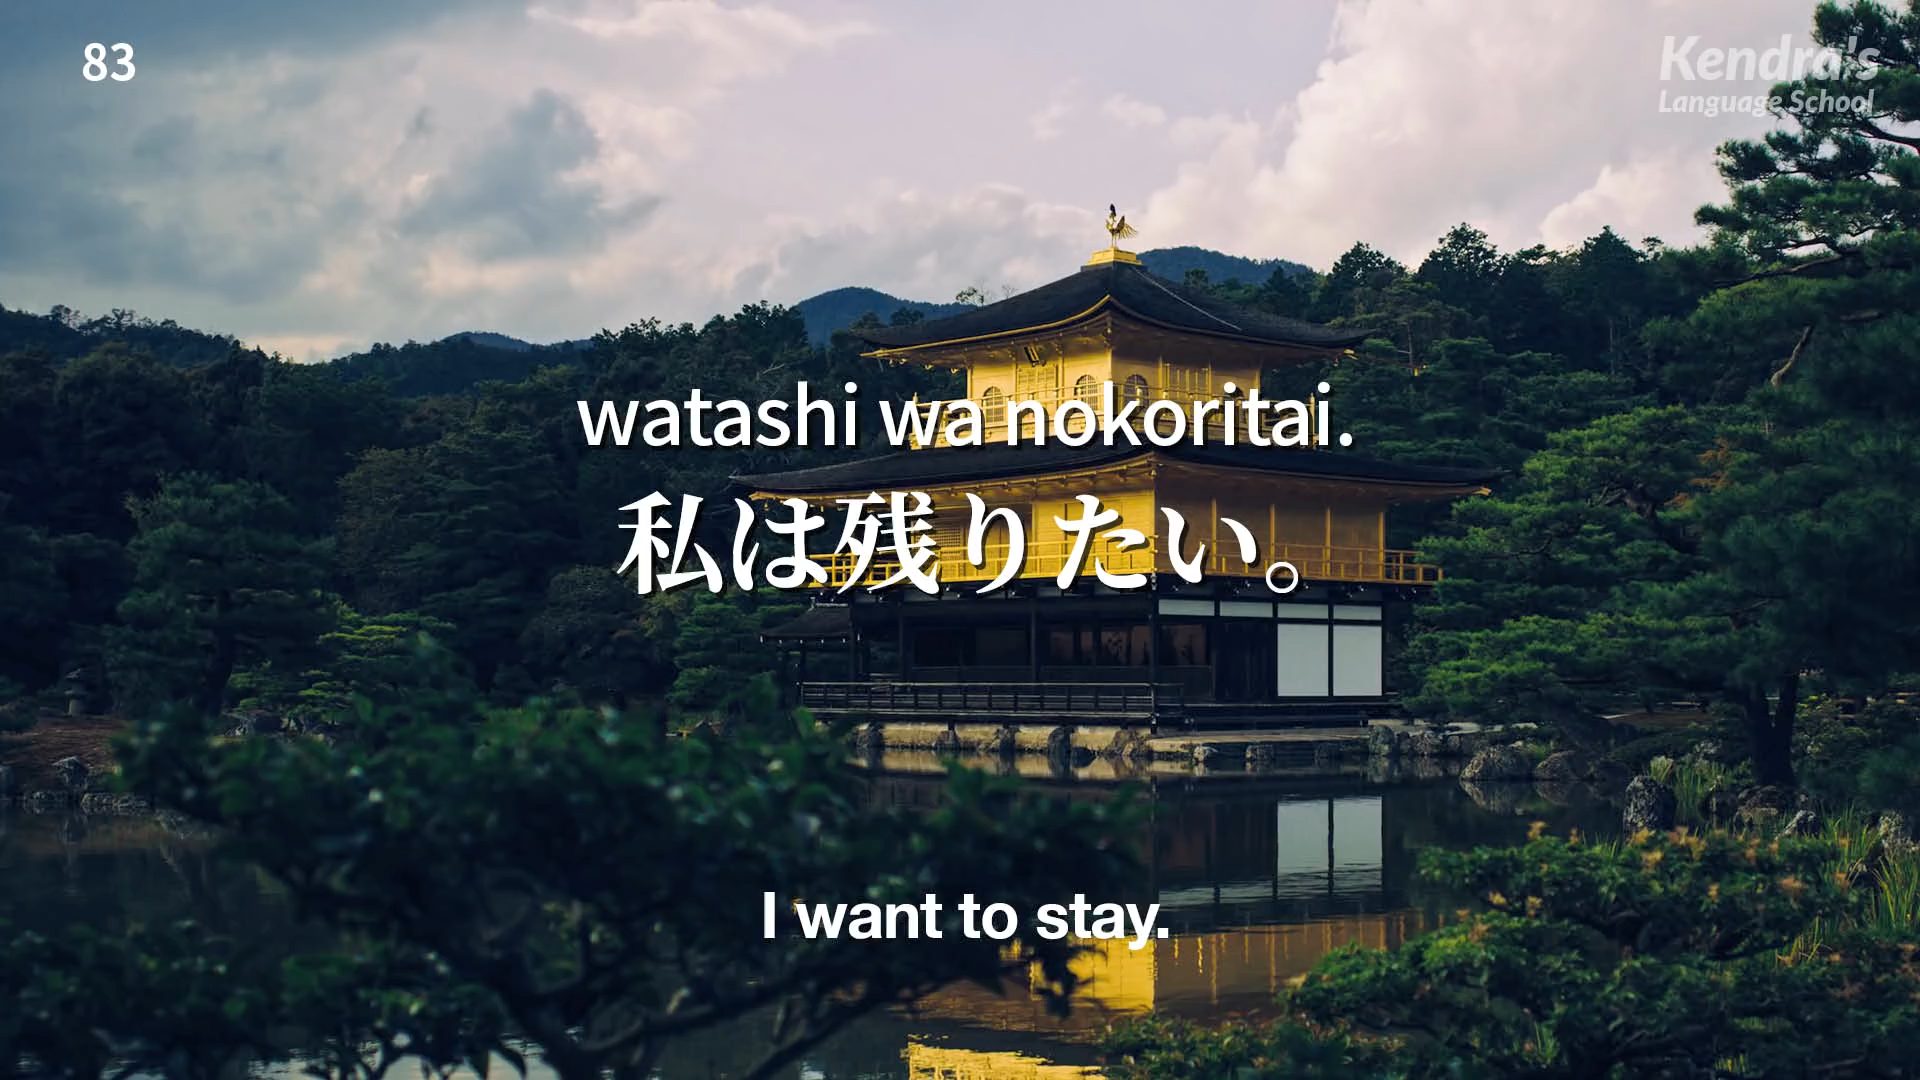 83
Kendra's
Language School
watashi wa nokoritai.
私は残りたい。
I want to stay.